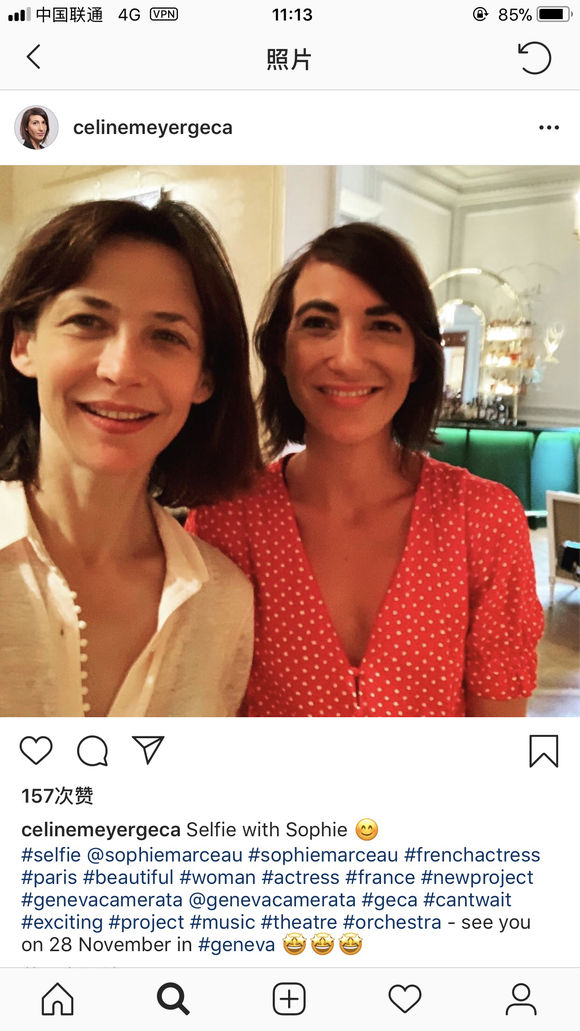 中国联通 4G VPN 11:13 85%
照片
celinemeyergeca
157次赞
celinemeyergeca Selfie with Sophie 😊
#selfie @sophiemarceau #sophiemarceau #frenchactress
#paris #beautiful #woman #actress #france #newproject
#genevacamerata @genevacamerata #geca #cantwait
#exciting #project #music #theatre #orchestra - see you
on 28 November in #geneva 🤩🤩🤩